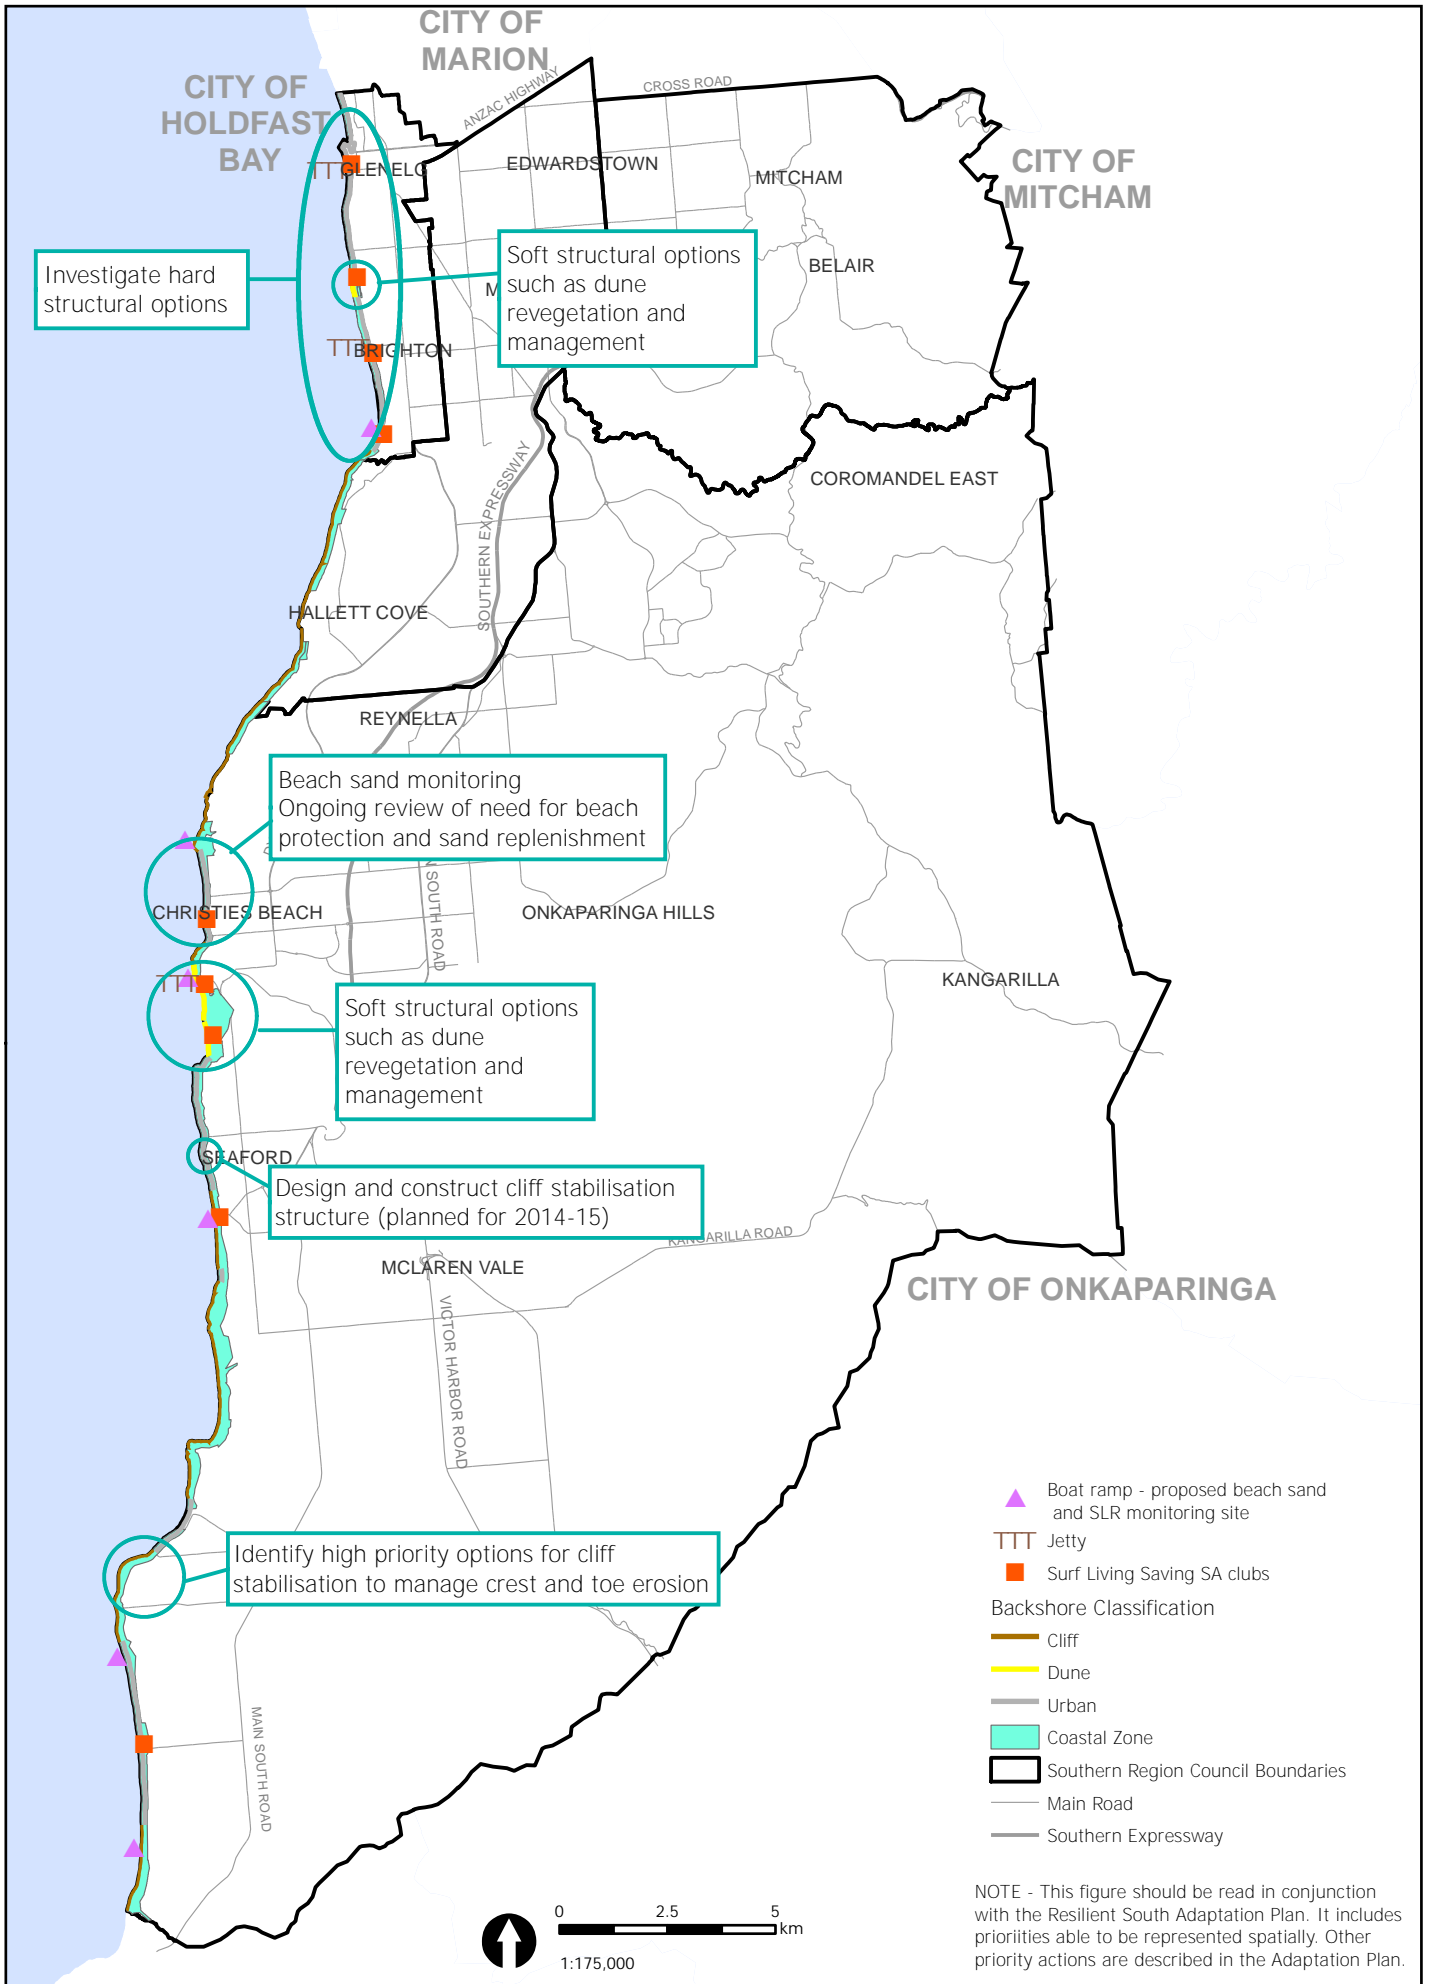 CITY OF
MARION
CITY OF
HOLDFAST
BAY
ANZAC HIGHWAY
CROSS ROAD
CITY OF
MITCHAM
GLENELG
EDWARDSTOWN
MITCHAM
Investigate hard
structural options
Soft structural options
such as dune
revegetation and
management
M
BELAIR
BRIGHTON
SOUTHERN EXPRESSWAY
COROMANDEL EAST
HALLETT COVE
REYNELLA
Beach sand monitoring
Ongoing review of need for beach
protection and sand replenishment
N SOUTH ROAD
CHRISTIES BEACH
ONKAPARINGA HILLS
KANGARILLA
Soft structural options
such as dune
revegetation and
management
SEAFORD
Design and construct cliff stabilisation
structure (planned for 2014-15)
KANGARILLA ROAD
MCLAREN VALE
CITY OF ONKAPARINGA
VICTOR HARBOR ROAD
Identify high priority options for cliff
stabilisation to manage crest and toe erosion
MAIN SOUTH ROAD
Boat ramp - proposed beach sand
and SLR monitoring site
Jetty
Surf Living Saving SA clubs
Backshore Classification
Cliff
Dune
Urban
Coastal Zone
Southern Region Council Boundaries
Main Road
Southern Expressway
NOTE - This figure should be read in conjunction
with the Resilient South Adaptation Plan. It includes
prioriities able to be represented spatially. Other
priority actions are described in the Adaptation Plan.
0 2.5 5
km
1:175,000